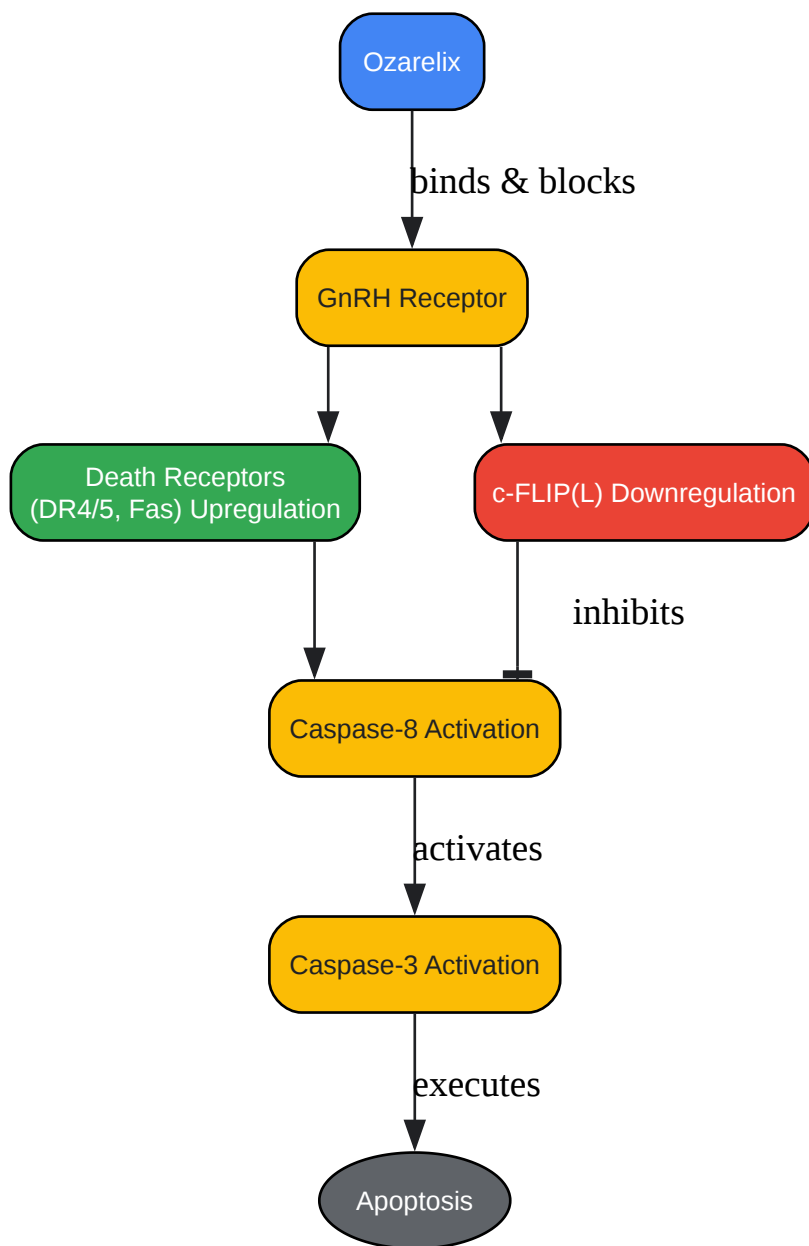 Ozarelix
binds & blocks
GnRH Receptor
Death Receptors
(DR4/5, Fas) Upregulation
c-FLIP(L) Downregulation
inhibits
Caspase-8 Activation
activates
Caspase-3 Activation
executes
Apoptosis